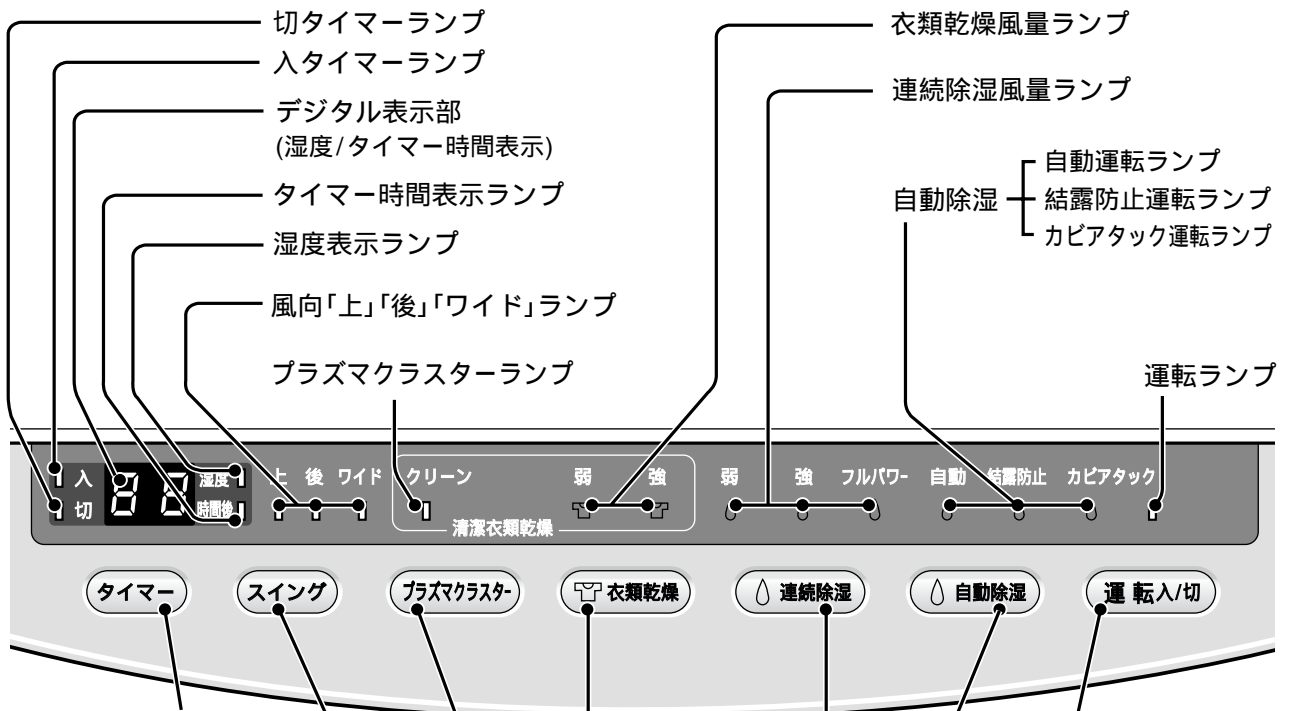 切タイマーランプ
入タイマーランプ
デジタル表示部
(湿度/タイマー時間表示)
タイマー時間表示ランプ
湿度表示ランプ
風向「上」「後」「ワイド」ランプ
プラズマクラスターランプ
衣類乾燥風量ランプ
連続除湿風量ランプ
自動除湿
自動運転ランプ
結露防止運転ランプ
カビアタック運転ランプ
運転ランプ
入 88 湿度 上 後 ワイド クリーン 弱 強 弱 強 フルパワー 自動 結露防止 カビアタック
切 時間後
清潔衣類乾燥
タイマー スイング プラズマクラスター 衣類乾燥 連続除湿 自動除湿 運転入/切